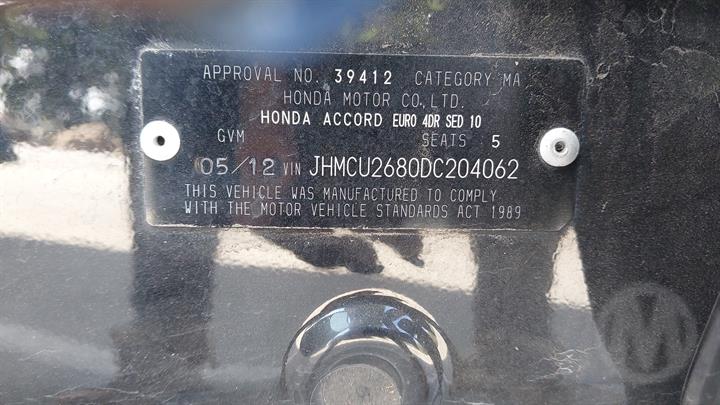 APPROVAL NO. 39412 CATEGORY MA
HONDA MOTOR CO., LTD.
HONDA ACCORD EURO 4DR SED 10
GVM SEATS 5
05/12 VIN JHMCU2680DC204062
THIS VEHICLE WAS MANUFACTURED TO COMPLY
WITH THE MOTOR VEHICLE STANDARDS ACT 1989
M